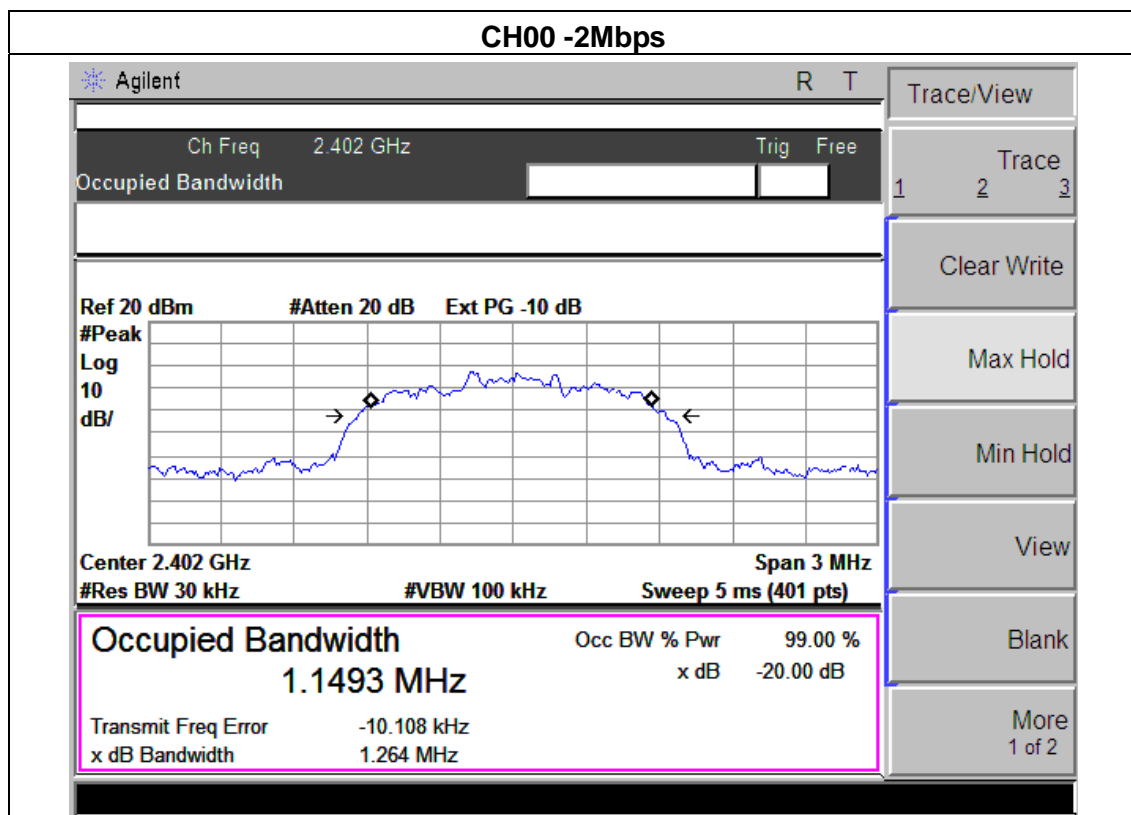 CH00 -2Mbps
Agilent R T
Trace/View
Ch Freq 2.402 GHz Trig Free
Occupied Bandwidth
Trace
1 2 3
Clear Write
Ref 20 dBm #Atten 20 dB Ext PG -10 dB
#Peak
Log
10
dB/
Max Hold
Min Hold
View
Center 2.402 GHz Span 3 MHz
#Res BW 30 kHz #VBW 100 kHz Sweep 5 ms (401 pts)
Occupied Bandwidth Occ BW % Pwr 99.00 %
1.1493 MHz x dB -20.00 dB
Blank
Transmit Freq Error -10.108 kHz
x dB Bandwidth 1.264 MHz
More
1 of 2